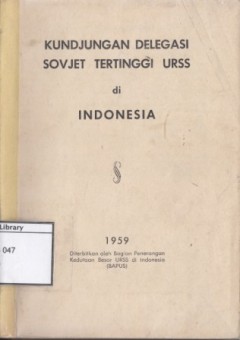 KUNDJUNGAN DELEGASI
SOVJET TERTINGGI URSS
di
INDONESIA
§
Library
047
1959
Diterbitkan oleh Bagian Penerangan
Kedutaan Besar URSS di Indonesia
(BAPUS)